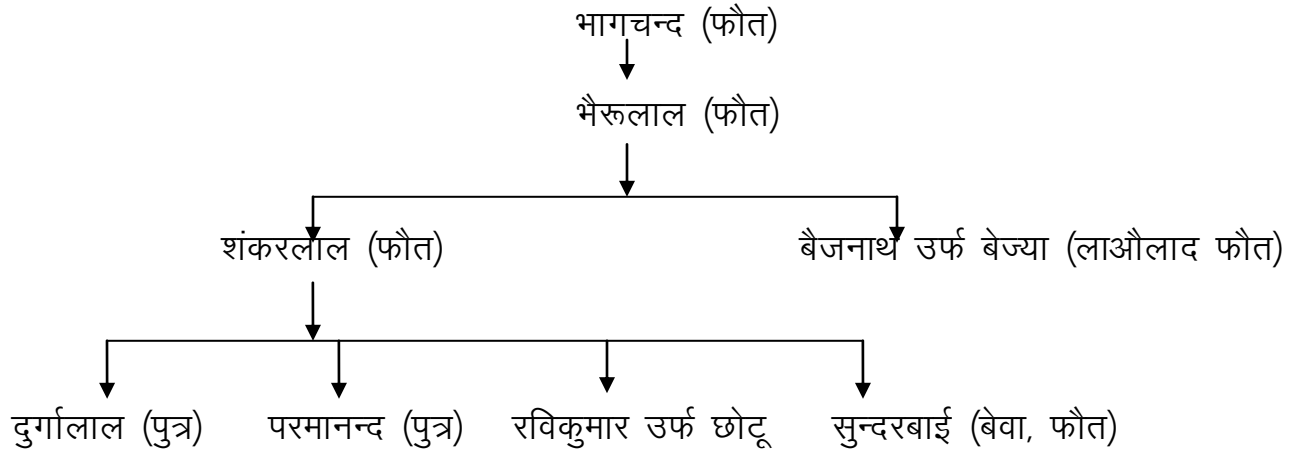 भागचन्द (फौत)
भैरूलाल (फौत)
शंकरलाल (फौत) बैजनाथ उर्फ बेज्या (लाऔलाद फौत)
दुर्गालाल (पुत्र) परमानन्द (पुत्र) रविकुमार उर्फ छोटू सुन्दरबाई (बेवा, फौत)